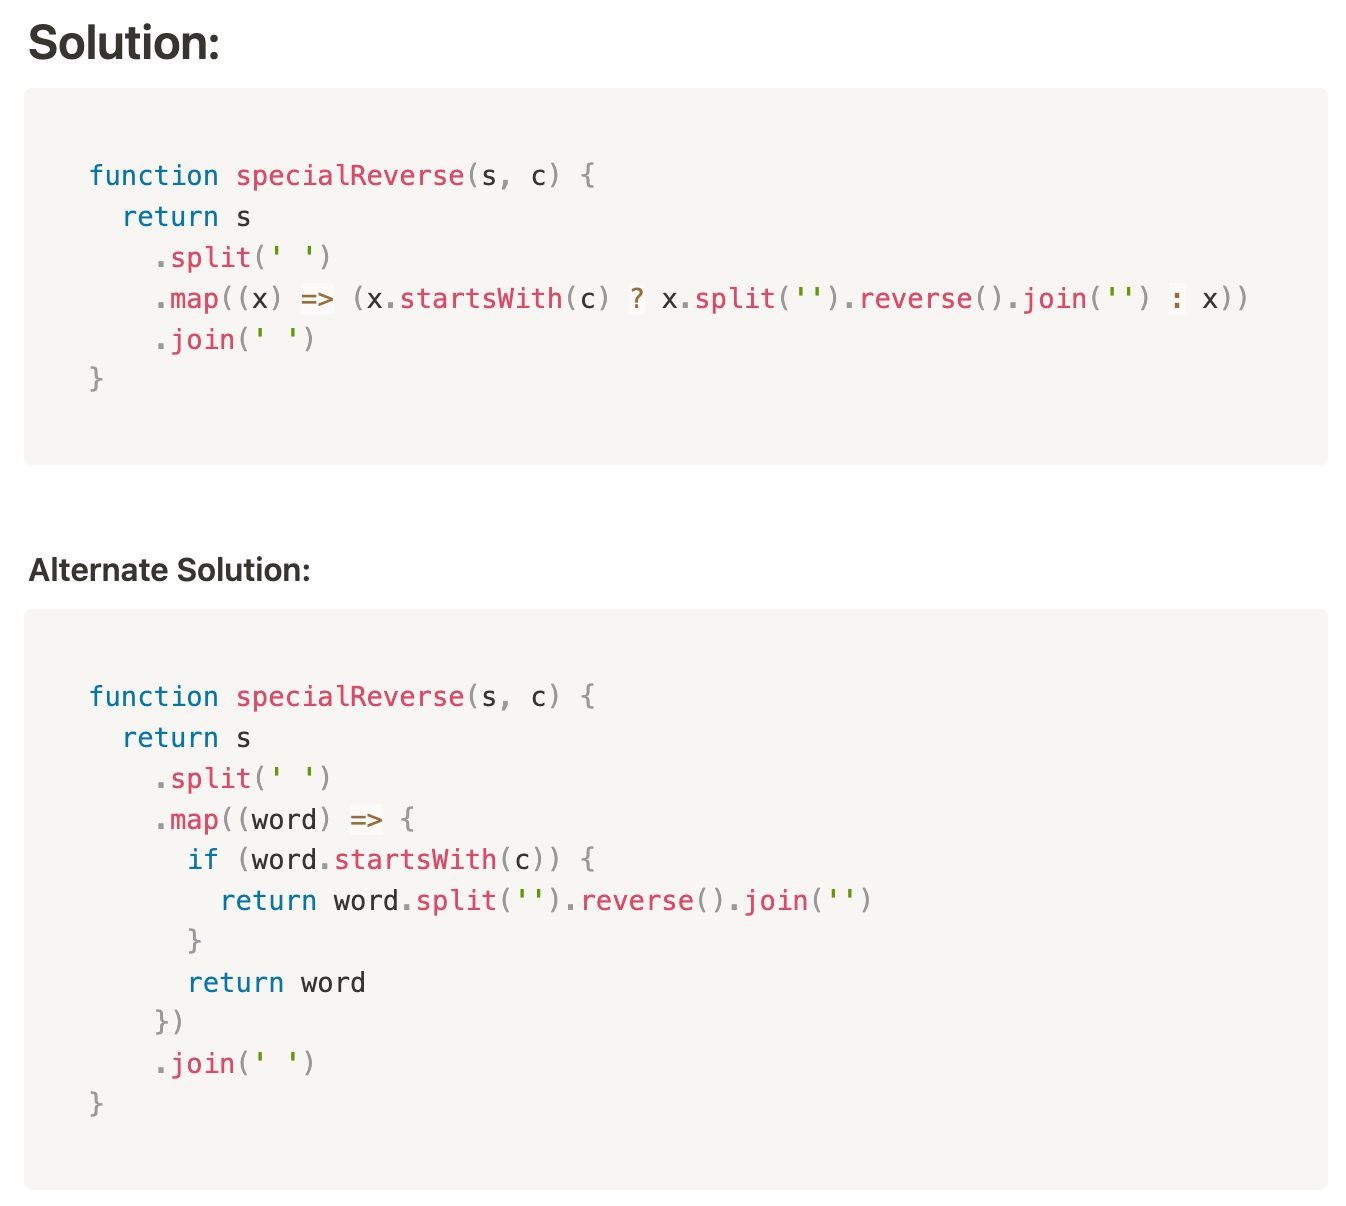 Solution:
function specialReverse(s, c) {
  return s
    .split(' ')
    .map((x) => (x.startsWith(c) ? x.split('').reverse().join('') : x))
    .join(' ')
}
Alternate Solution:
function specialReverse(s, c) {
  return s
    .split(' ')
    .map((word) => {
      if (word.startsWith(c)) {
        return word.split('').reverse().join('')
      }
      return word
    })
    .join(' ')
}